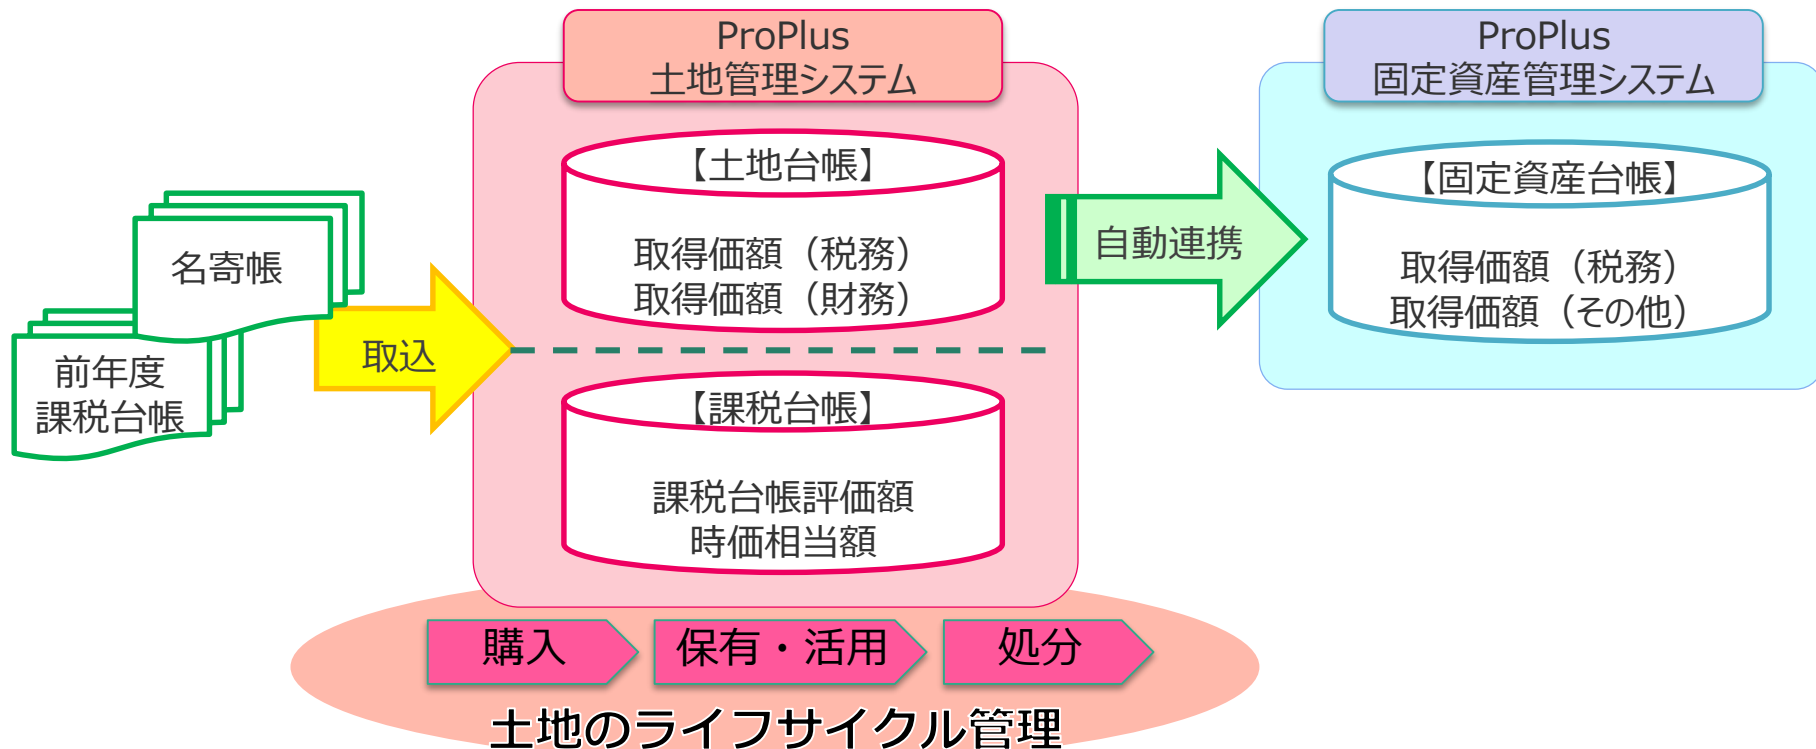 ProPlus
土地管理システム
ProPlus
固定資産管理システム
【土地台帳】
取得価額（税務）
取得価額（財務）
自動連携
【固定資産台帳】
取得価額（税務）
取得価額（その他）
名寄帳
前年度
課税台帳
取込
【課税台帳】
課税台帳評価額
時価相当額
購入
保有・活用
処分
土地のライフサイクル管理